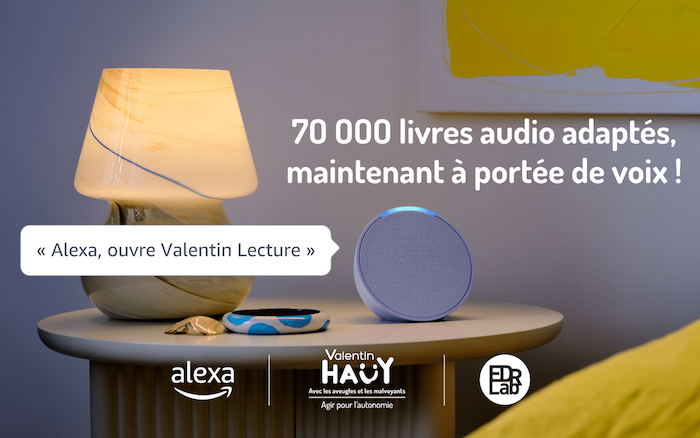 70 000 livres audio adaptés,
maintenant à portée de voix !
« Alexa, ouvre Valentin Lecture »
alexa
Valentin
HAÜY
Avec les aveugles et les malvoyants
Agir pour l'autonomie
EDR
Lab